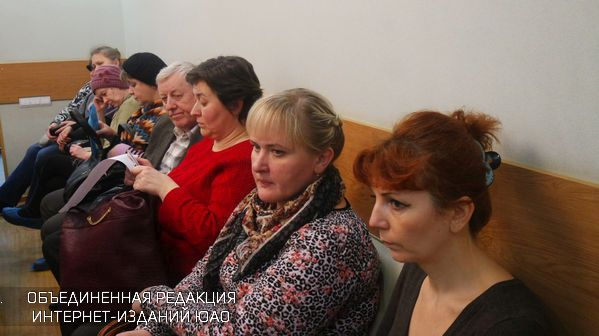 ОБЪЕДИНЕННАЯ РЕДАКЦИЯ
ИНТЕРНЕТ-ИЗДАНИЙ ЮАО